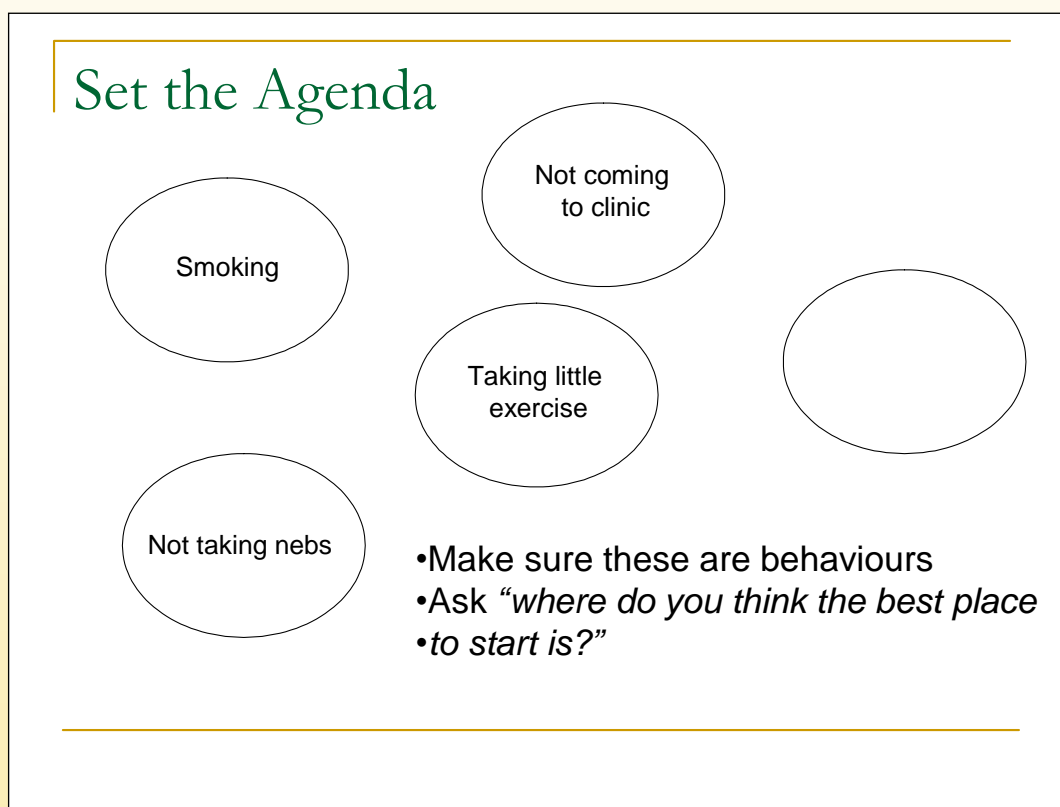 Set the Agenda
Not coming
to clinic
Smoking
Taking little
exercise
Not taking nebs
•Make sure these are behaviours
•Ask “where do you think the best place
•to start is?”